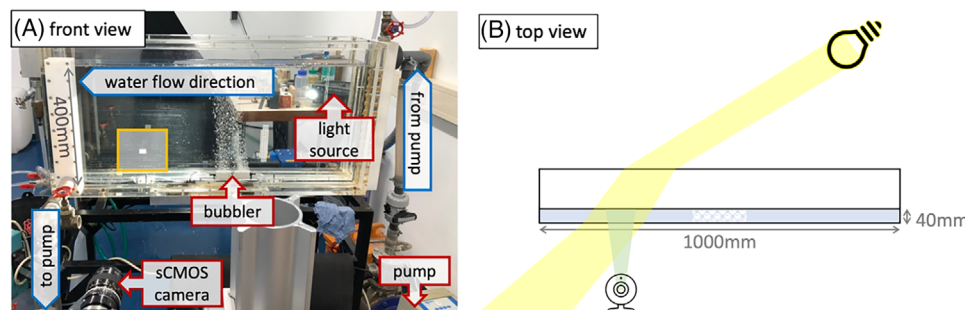 (A) front view
water flow direction
400mm
light
source
from pump
bubbler
to pump
sCMOS
camera
pump
(B) top view
40mm
1000mm